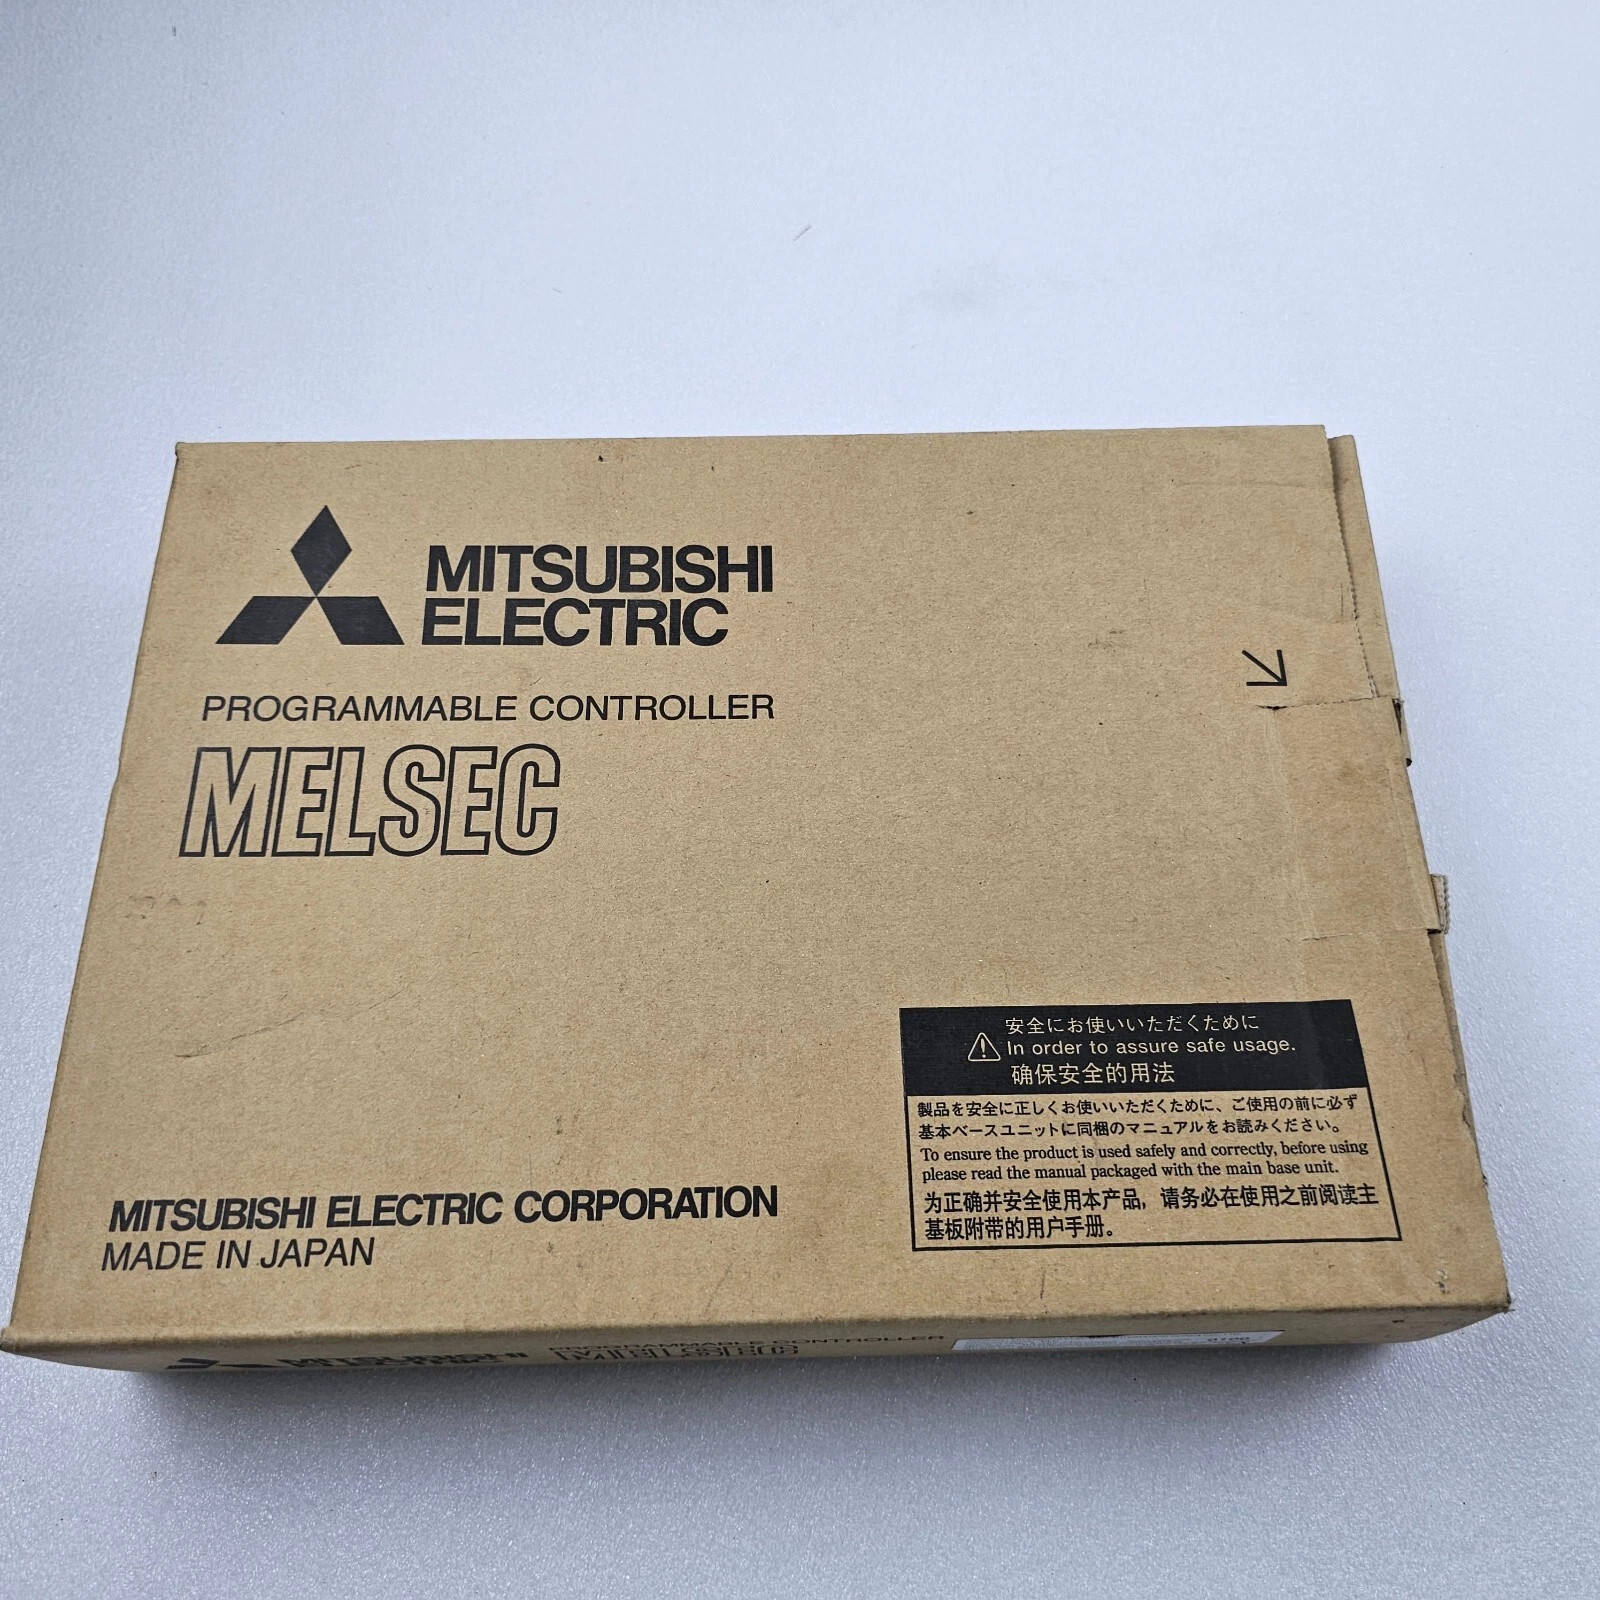 MITSUBISHI
ELECTRIC
PROGRAMMABLE CONTROLLER
MELSEC
安全にお使いいただくために
In order to assure safe usage.
确保安全的用法
製品を安全に正しくお使いいただくために、ご使用の前に必ず
基本ベースユニットに同梱のマニュアルをお読みください。
To ensure the product is used safely and correctly, before using
please read the manual packaged with the main base unit.
为正确并安全使用本产品，请务必在使用之前阅读主
基板附带的用户手册。
MITSUBISHI ELECTRIC CORPORATION
MADE IN JAPAN
MITSUBISHI
ELECTRIC
PROGRAMMABLE CONTROLLER
MELSEC